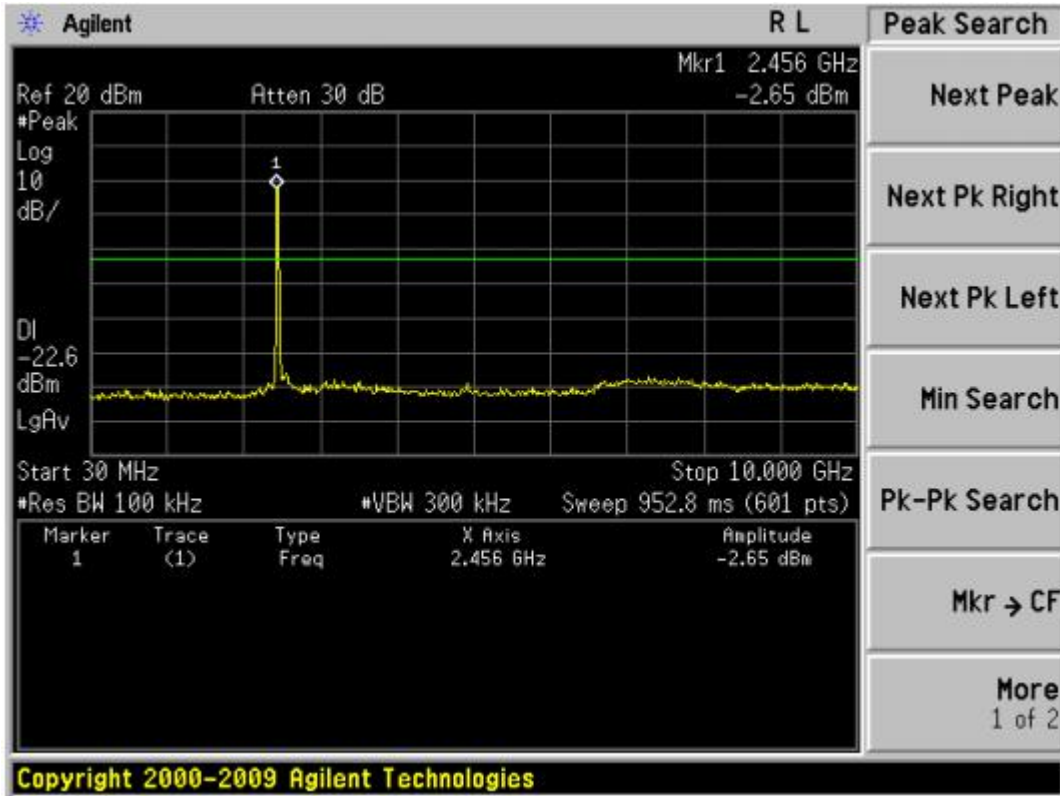 Agilent
R L
Peak Search
Mkr1 2.456 GHz
Ref 20 dBm Atten 30 dB -2.65 dBm
#Peak
Log
10
dB/
1
DI
-22.6
dBm
LgAv
Start 30 MHz Stop 10.000 GHz
#Res BW 100 kHz #VBW 300 kHz Sweep 952.8 ms (601 pts)
Marker Trace Type X Axis Amplitude
1 (1) Freq 2.456 GHz -2.65 dBm
Next Peak
Next Pk Right
Next Pk Left
Min Search
Pk-Pk Search
Mkr → CF
More
1 of 2
Copyright 2000-2009 Agilent Technologies